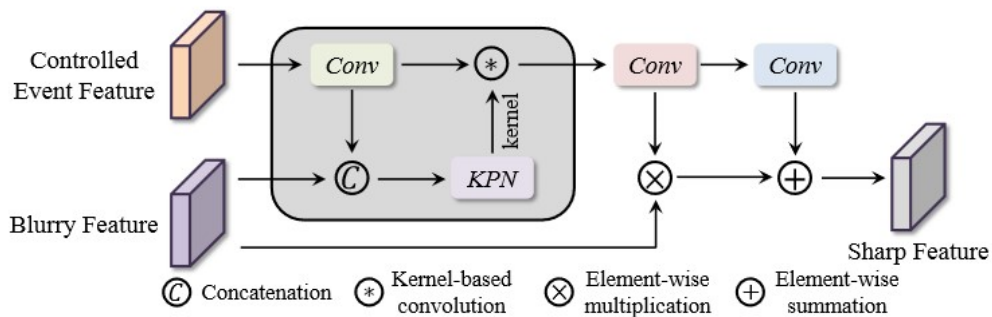 Controlled
Event Feature
Conv
*
Conv
Conv
kernel
Blurry Feature
C
KPN
×
+
Sharp Feature
C Concatenation
* Kernel-based
convolution
× Element-wise
multiplication
+ Element-wise
summation